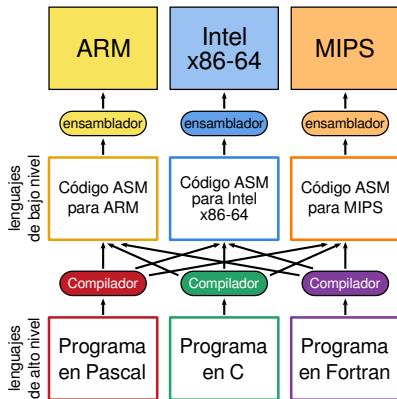 ARM
Intel
x86-64
MIPS
ensamblador
ensamblador
ensamblador
lenguajes
de bajo nivel
Código ASM
para ARM
Código ASM
para Intel
x86-64
Código ASM
para MIPS
Compilador
Compilador
Compilador
lenguajes
de alto nivel
Programa
en Pascal
Programa
en C
Programa
en Fortran